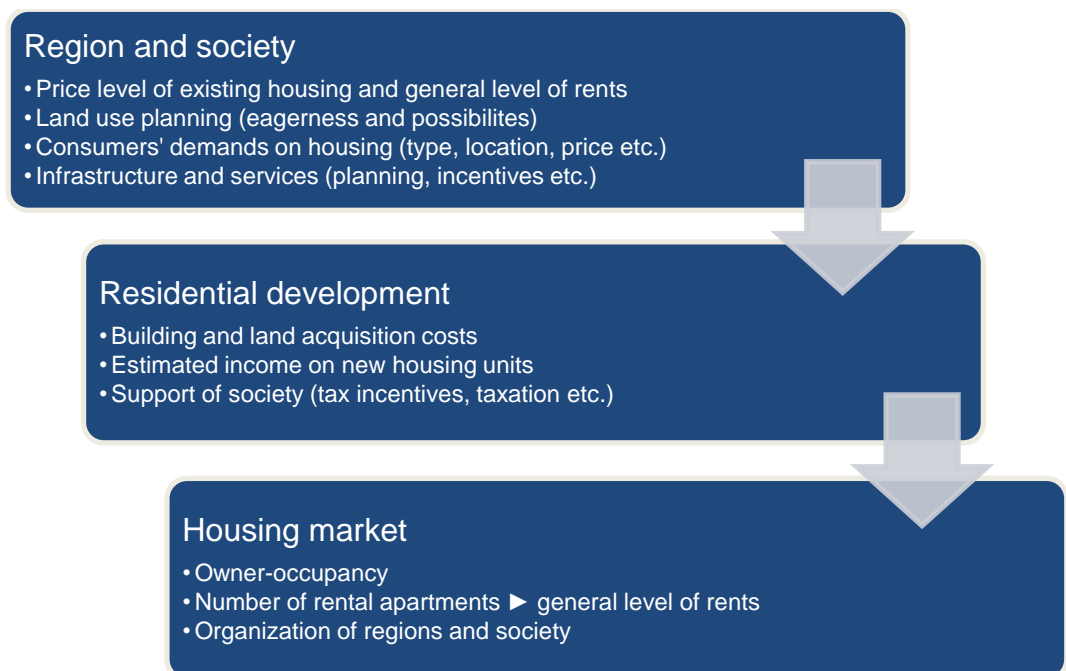 Region and society
•Price level of existing housing and general level of rents
•Land use planning (eagerness and possibilites)
•Consumers' demands on housing (type, location, price etc.)
•Infrastructure and services (planning, incentives etc.)
Residential development
•Building and land acquisition costs
•Estimated income on new housing units
•Support of society (tax incentives, taxation etc.)
Housing market
•Owner-occupancy
•Number of rental apartments ► general level of rents
•Organization of regions and society